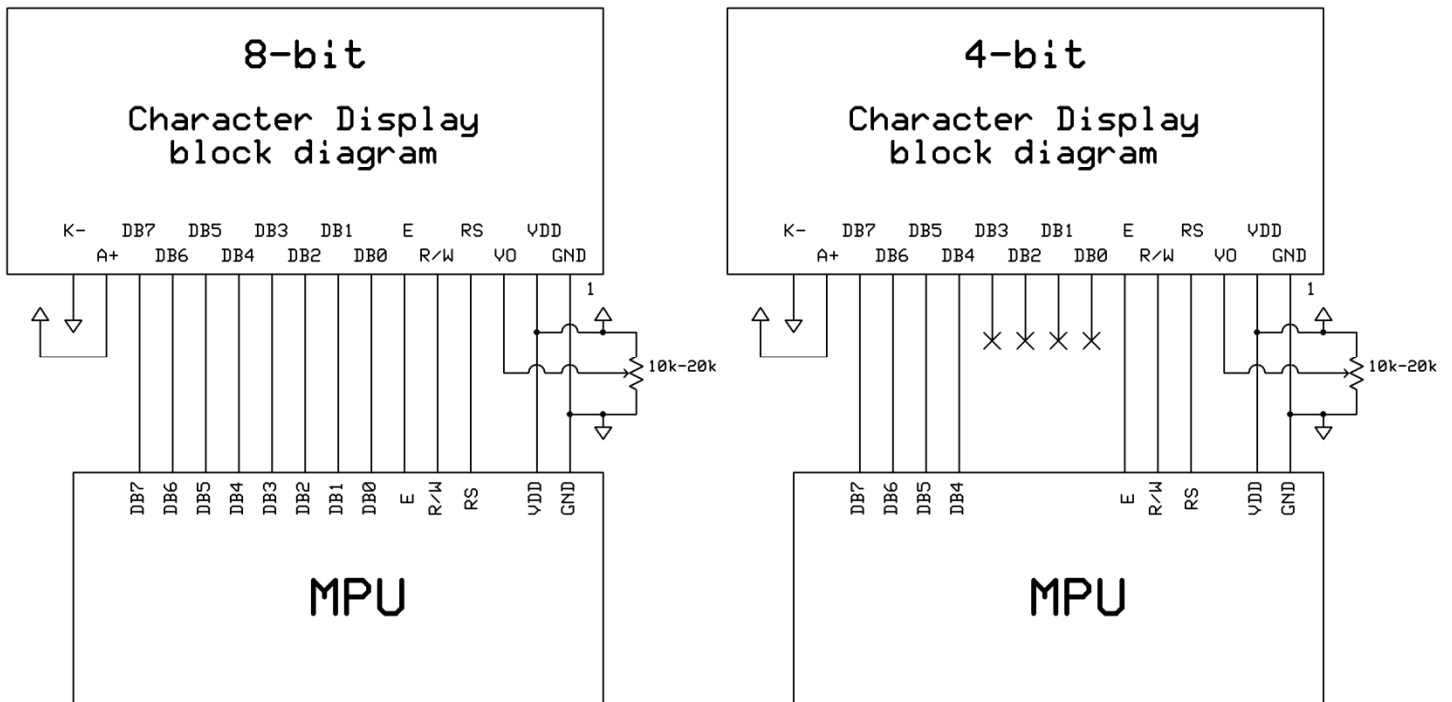 8-bit
Character Display
block diagram
K- DB7 DB5 DB3 DB1 E RS VDD
A+ DB6 DB4 DB2 DB0 R/W VO GND
1
10k-20k
DB7 DB6 DB5 DB4 DB3 DB2 DB1 DB0 E R/W RS VDD GND
MPU
4-bit
Character Display
block diagram
K- DB7 DB5 DB3 DB1 E RS VDD
A+ DB6 DB4 DB2 DB0 R/W VO GND
1
10k-20k
DB7 DB6 DB5 DB4 E R/W RS VDD GND
MPU